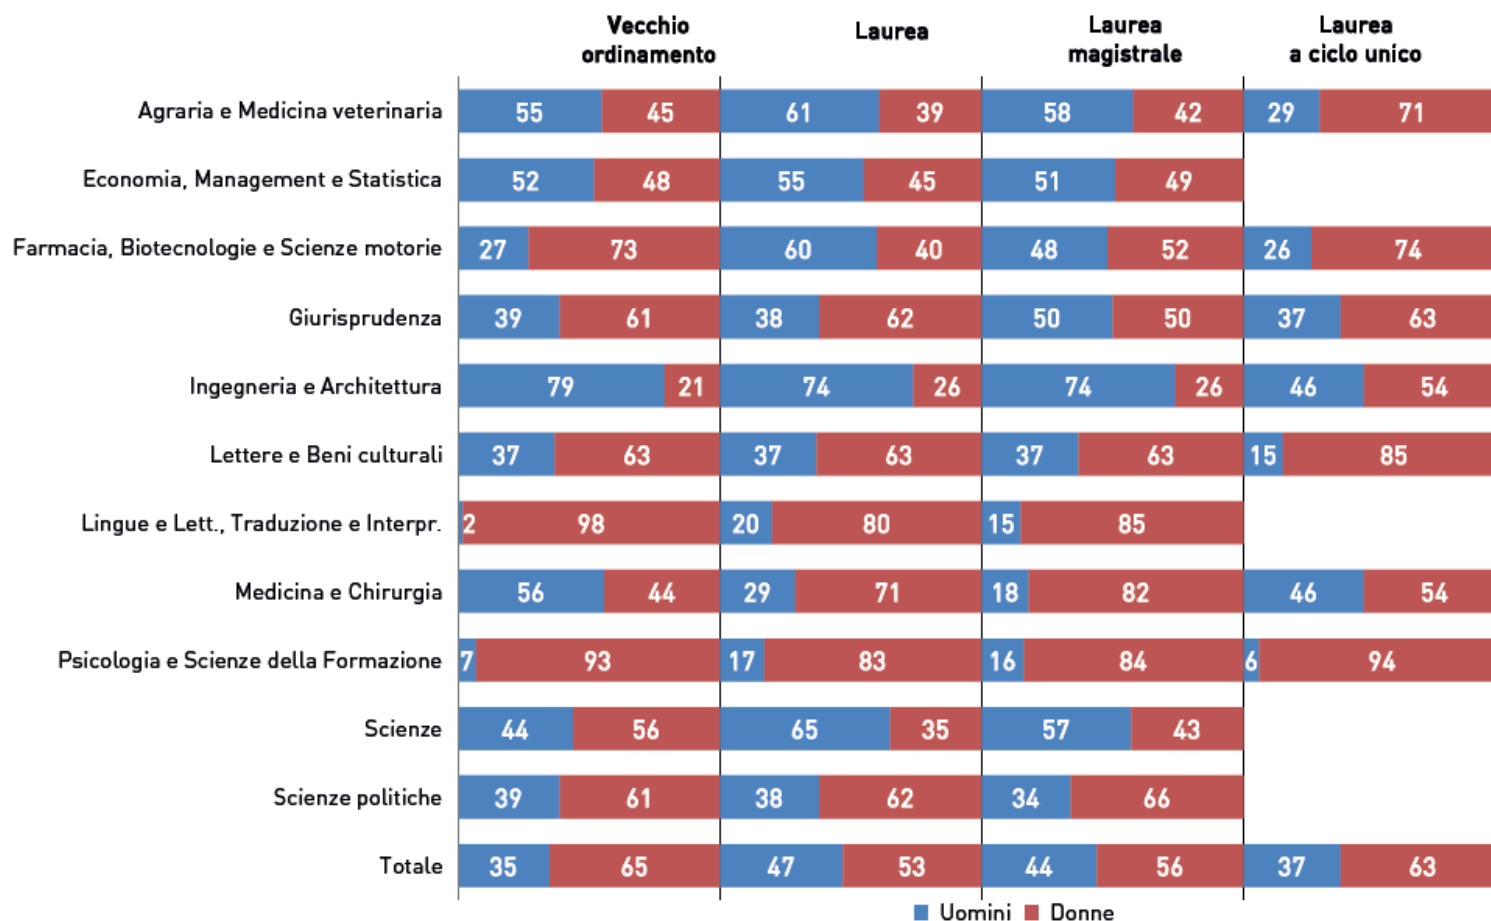 Vecchio ordinamento Laurea Laurea magistrale Laurea a ciclo unico
Agraria e Medicina veterinaria 55 45 61 39 58 42 29 71
Economia, Management e Statistica 52 48 55 45 51 49
Farmacia, Biotecnologie e Scienze motorie 27 73 60 40 48 52 26 74
Giurisprudenza 39 61 38 62 50 50 37 63
Ingegneria e Architettura 79 21 74 26 74 26 46 54
Lettere e Beni culturali 37 63 37 63 37 63 15 85
Lingue e Lett., Traduzione e Interpr. 2 98 20 80 15 85
Medicina e Chirurgia 56 44 29 71 18 82 46 54
Psicologia e Scienze della Formazione 7 93 17 83 16 84 6 94
Scienze 44 56 65 35 57 43
Scienze politiche 39 61 38 62 34 66
Totale 35 65 47 53 44 56 37 63
Uomini Donne